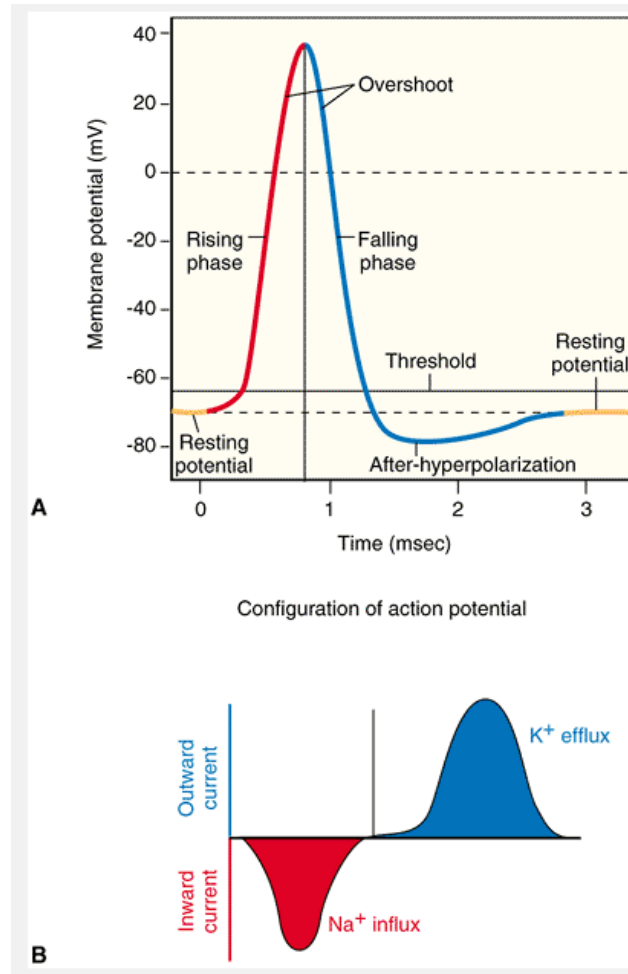 40
20
0
-20
-40
-60
-80
Membrane potential (mV)
Overshoot
Rising
phase
Falling
phase
Threshold
Resting
potential
Resting
potential
After-hyperpolarization
0
1
2
3
Time (msec)
A
Configuration of action potential
Outward
current
Inward
current
K+ efflux
Na+ influx
B